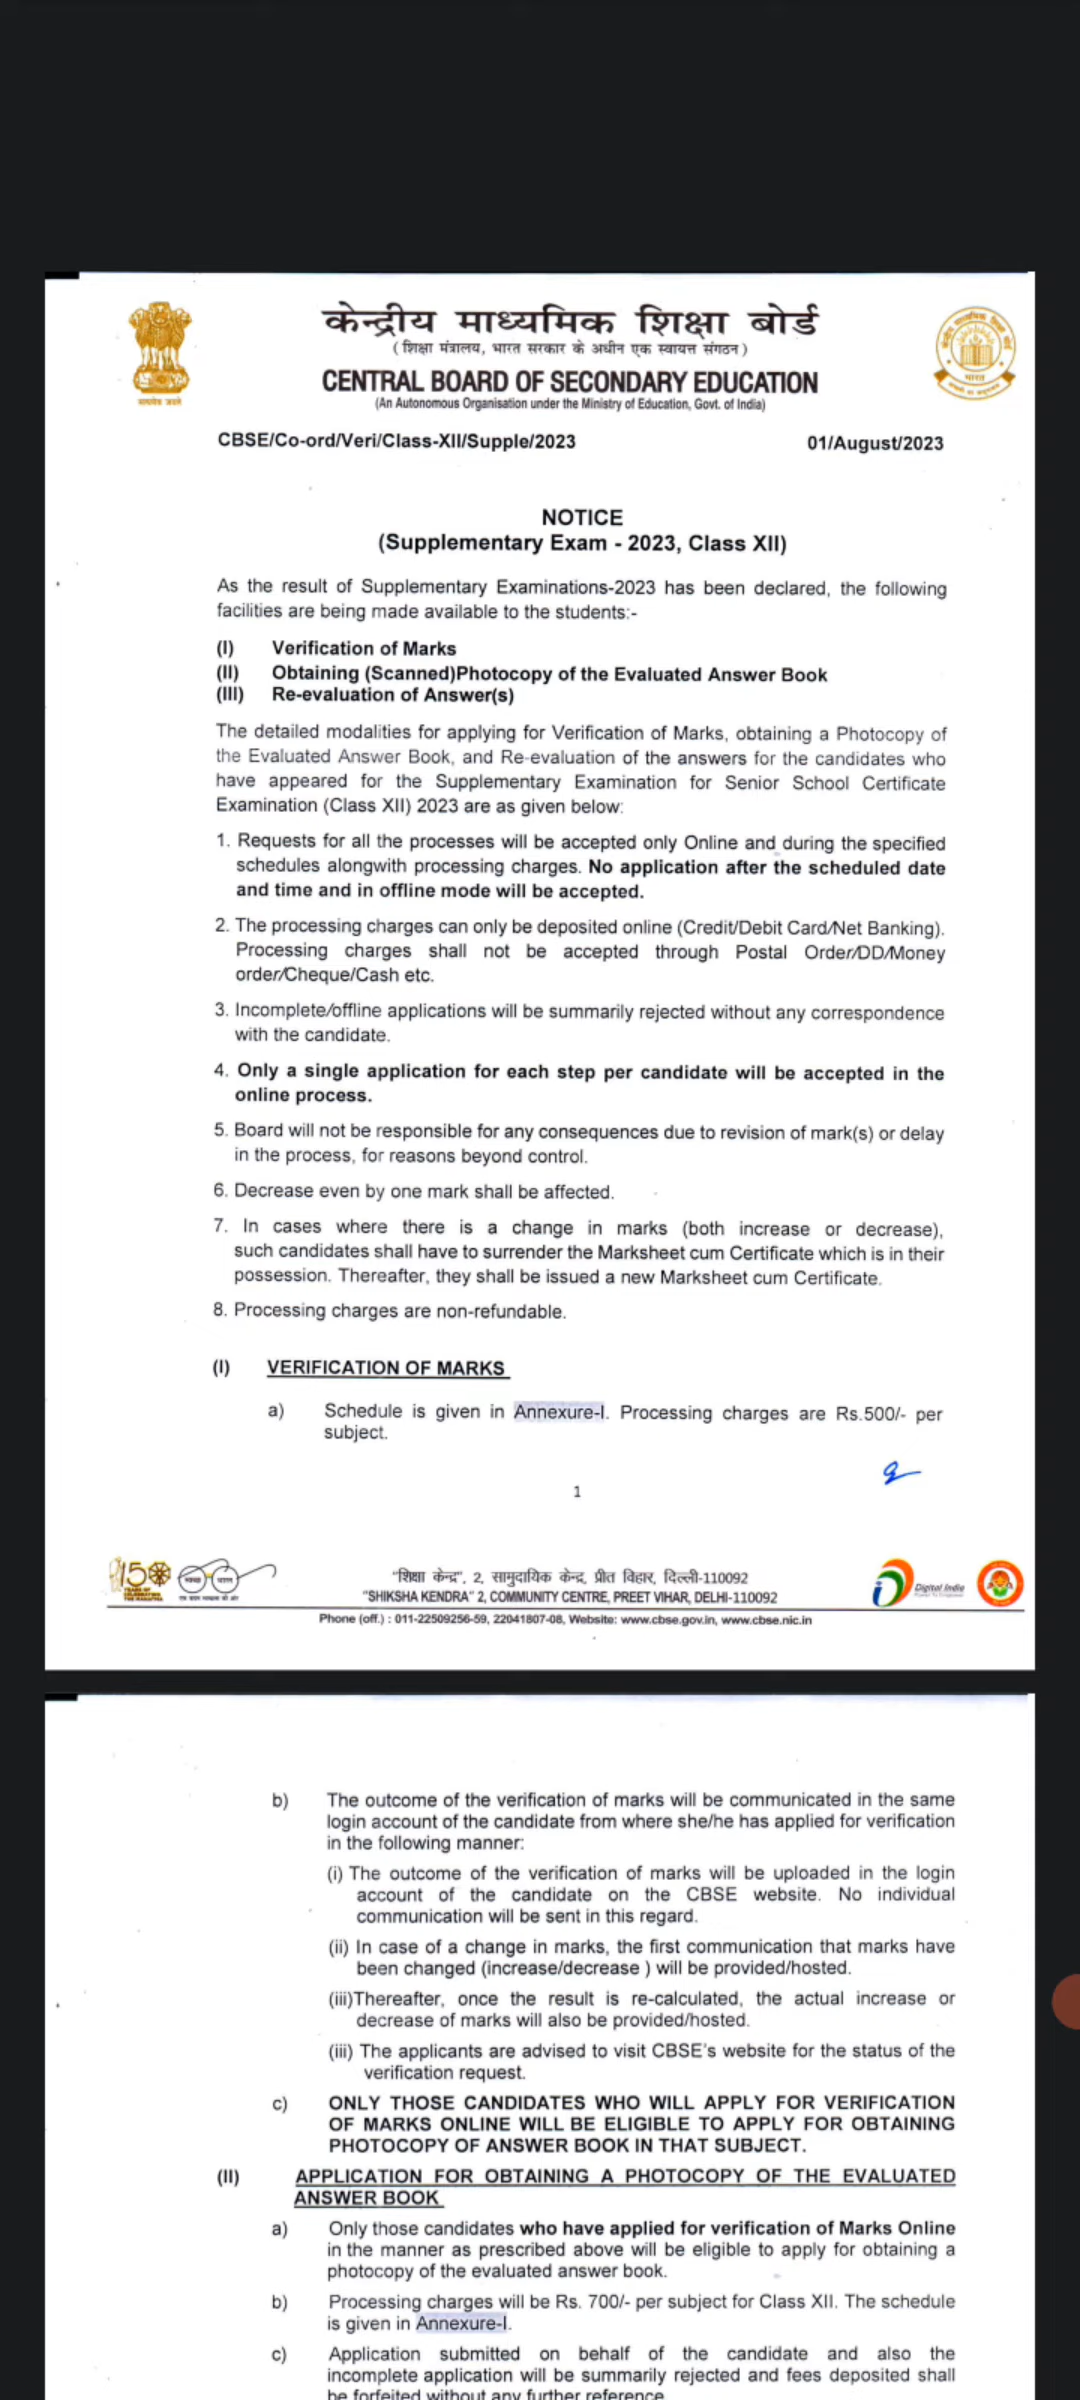 केन्द्रीय माध्यमिक शिक्षा बोर्ड
( शिक्षा मंत्रालय, भारत सरकार के अधीन एक स्वायत्त संगठन )
CENTRAL BOARD OF SECONDARY EDUCATION
(An Autonomous Organisation under the Ministry of Education, Govt. of India)
सत्यमेव जयते
भारत
CBSE/Co-ord/Veri/Class-XII/Supple/2023 01/August/2023
NOTICE
(Supplementary Exam - 2023, Class XII)
As the result of Supplementary Examinations-2023 has been declared, the following
facilities are being made available to the students:-
(I) Verification of Marks
(II) Obtaining (Scanned)Photocopy of the Evaluated Answer Book
(III) Re-evaluation of Answer(s)
The detailed modalities for applying for Verification of Marks, obtaining a Photocopy of
the Evaluated Answer Book, and Re-evaluation of the answers for the candidates who
have appeared for the Supplementary Examination for Senior School Certificate
Examination (Class XII) 2023 are as given below:
1. Requests for all the processes will be accepted only Online and during the specified
schedules alongwith processing charges. No application after the scheduled date
and time and in offline mode will be accepted.
2. The processing charges can only be deposited online (Credit/Debit Card/Net Banking).
Processing charges shall not be accepted through Postal Order/DD/Money
order/Cheque/Cash etc.
3. Incomplete/offline applications will be summarily rejected without any correspondence
with the candidate.
4. Only a single application for each step per candidate will be accepted in the
online process.
5. Board will not be responsible for any consequences due to revision of mark(s) or delay
in the process, for reasons beyond control.
6. Decrease even by one mark shall be affected.
7. In cases where there is a change in marks (both increase or decrease),
such candidates shall have to surrender the Marksheet cum Certificate which is in their
possession. Thereafter, they shall be issued a new Marksheet cum Certificate.
8. Processing charges are non-refundable.
(I) VERIFICATION OF MARKS
a) Schedule is given in Annexure-I. Processing charges are Rs.500/- per
subject.
1
150
"शिक्षा केन्द्र", 2, सामुदायिक केन्द्र, प्रीत विहार, दिल्ली-110092
"SHIKSHA KENDRA" 2, COMMUNITY CENTRE, PREET VIHAR, DELHI-110092
Digital India
Phone (off.) : 011-22509256-59, 22041807-08, Website: www.cbse.gov.in, www.cbse.nic.in
b) The outcome of the verification of marks will be communicated in the same
login account of the candidate from where she/he has applied for verification
in the following manner:
(i) The outcome of the verification of marks will be uploaded in the login
account of the candidate on the CBSE website. No individual
communication will be sent in this regard.
(ii) In case of a change in marks, the first communication that marks have
been changed (increase/decrease ) will be provided/hosted.
(iii)Thereafter, once the result is re-calculated, the actual increase or
decrease of marks will also be provided/hosted.
(iii) The applicants are advised to visit CBSE's website for the status of the
verification request.
c) ONLY THOSE CANDIDATES WHO WILL APPLY FOR VERIFICATION
OF MARKS ONLINE WILL BE ELIGIBLE TO APPLY FOR OBTAINING
PHOTOCOPY OF ANSWER BOOK IN THAT SUBJECT.
(II) APPLICATION FOR OBTAINING A PHOTOCOPY OF THE EVALUATED
ANSWER BOOK
a) Only those candidates who have applied for verification of Marks Online
in the manner as prescribed above will be eligible to apply for obtaining a
photocopy of the evaluated answer book.
b) Processing charges will be Rs. 700/- per subject for Class XII. The schedule
is given in Annexure-I.
c) Application submitted on behalf of the candidate and also the
incomplete application will be summarily rejected and fees deposited shall
be forfeited without any further reference.